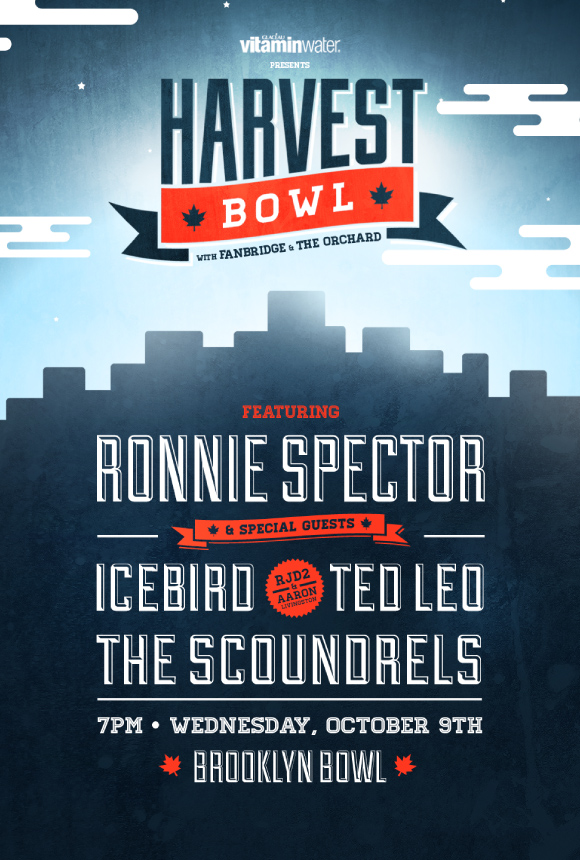 GLACÉAU
vitaminwater.
PRESENTS
HARVEST
BOWL
WITH FANBRIDGE & THE ORCHARD
FEATURING
RONNIE SPECTOR
& SPECIAL GUESTS
ICEBIRD RJD2 & AARON LIVINGSTON TED LEO
THE SCOUNDRELS
7PM • WEDNESDAY, OCTOBER 9TH
BROOKLYN BOWL